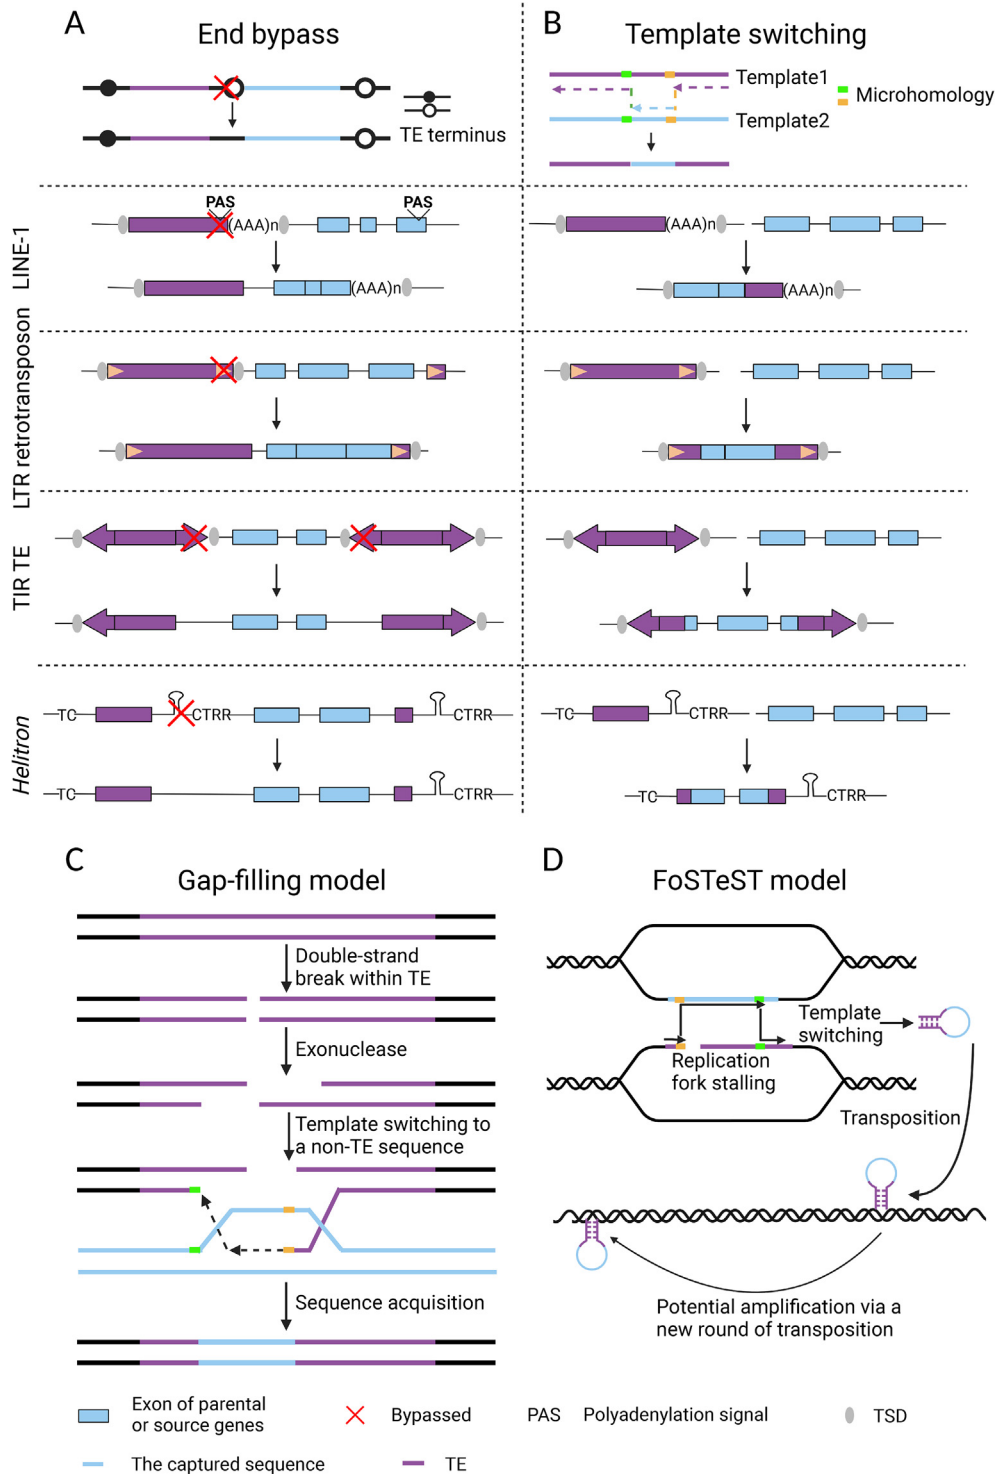 A
End bypass
TE terminus
B
Template switching
Template1
Template2
Microhomology
LINE-1
PAS
PAS
(AAA)n
(AAA)n
(AAA)n
(AAA)n
LTR retrotransposon
TIR TE
Helitron
TC
CTRR
CTRR
TC
CTRR
TC
CTRR
TC
CTRR
C
Gap-filling model
Double-strand
break within TE
Exonuclease
Template switching to
a non-TE sequence
Sequence acquisition
D
FoSTeST model
Template
switching
Replication
fork stalling
Transposition
Potential amplification via a
new round of transposition
Exon of parental
or source genes
Bypassed
PAS
Polyadenylation signal
TSD
The captured sequence
TE